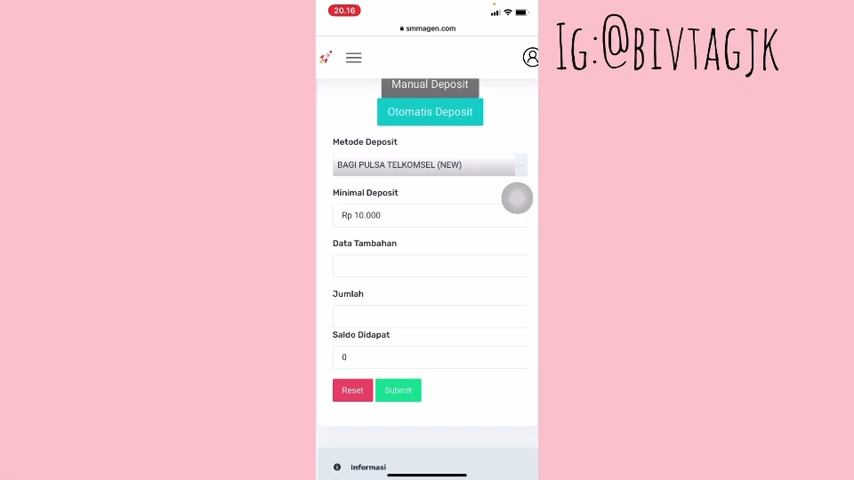 20.16
smmagen.com
IG:@BIVTAGJK
Manual Deposit
Otomatis Deposit
Metode Deposit
BAGI PULSA TELKOMSEL (NEW)
Minimal Deposit
Rp 10.000
Data Tambahan
Jumlah
Saldo Didapat
0
Reset Submit
Informasi